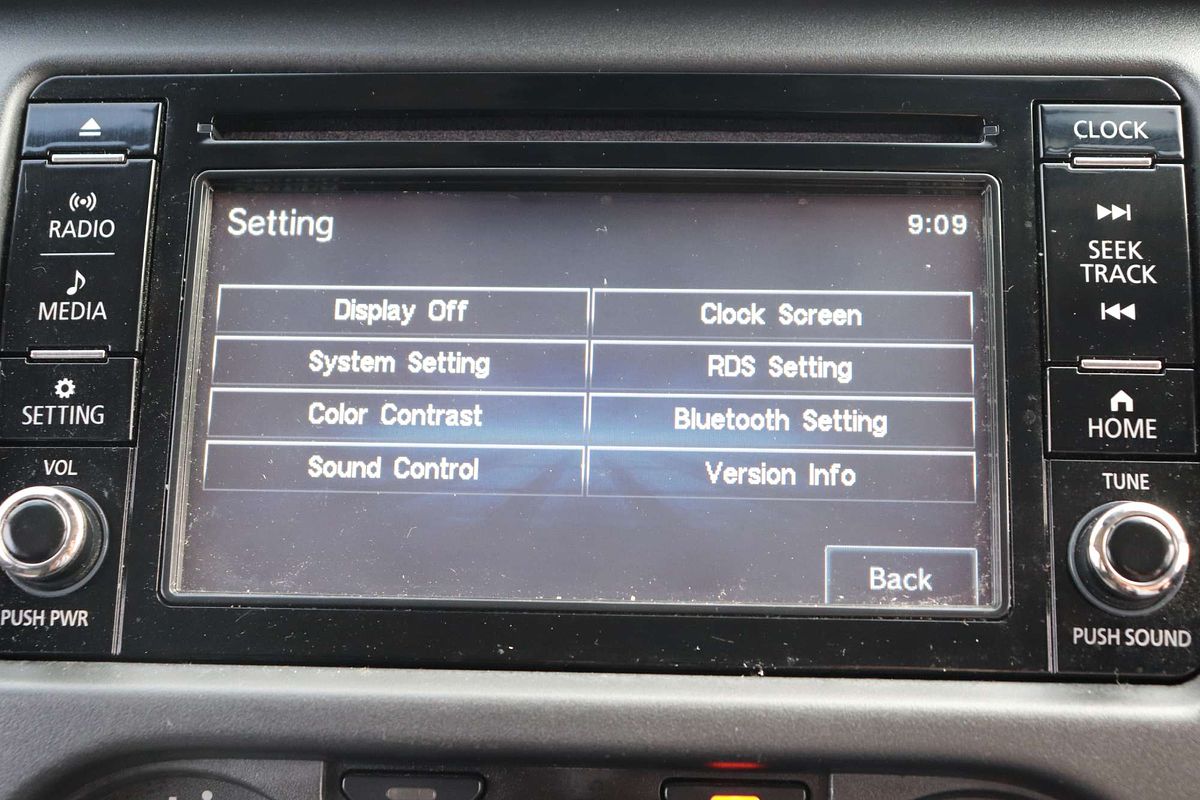 CLOCK
RADIO
MEDIA
SETTING
VOL
PUSH PWR
Setting
9:09
Display Off
Clock Screen
System Setting
RDS Setting
Color Contrast
Bluetooth Setting
Sound Control
Version Info
Back
SEEK
TRACK
HOME
TUNE
PUSH SOUND